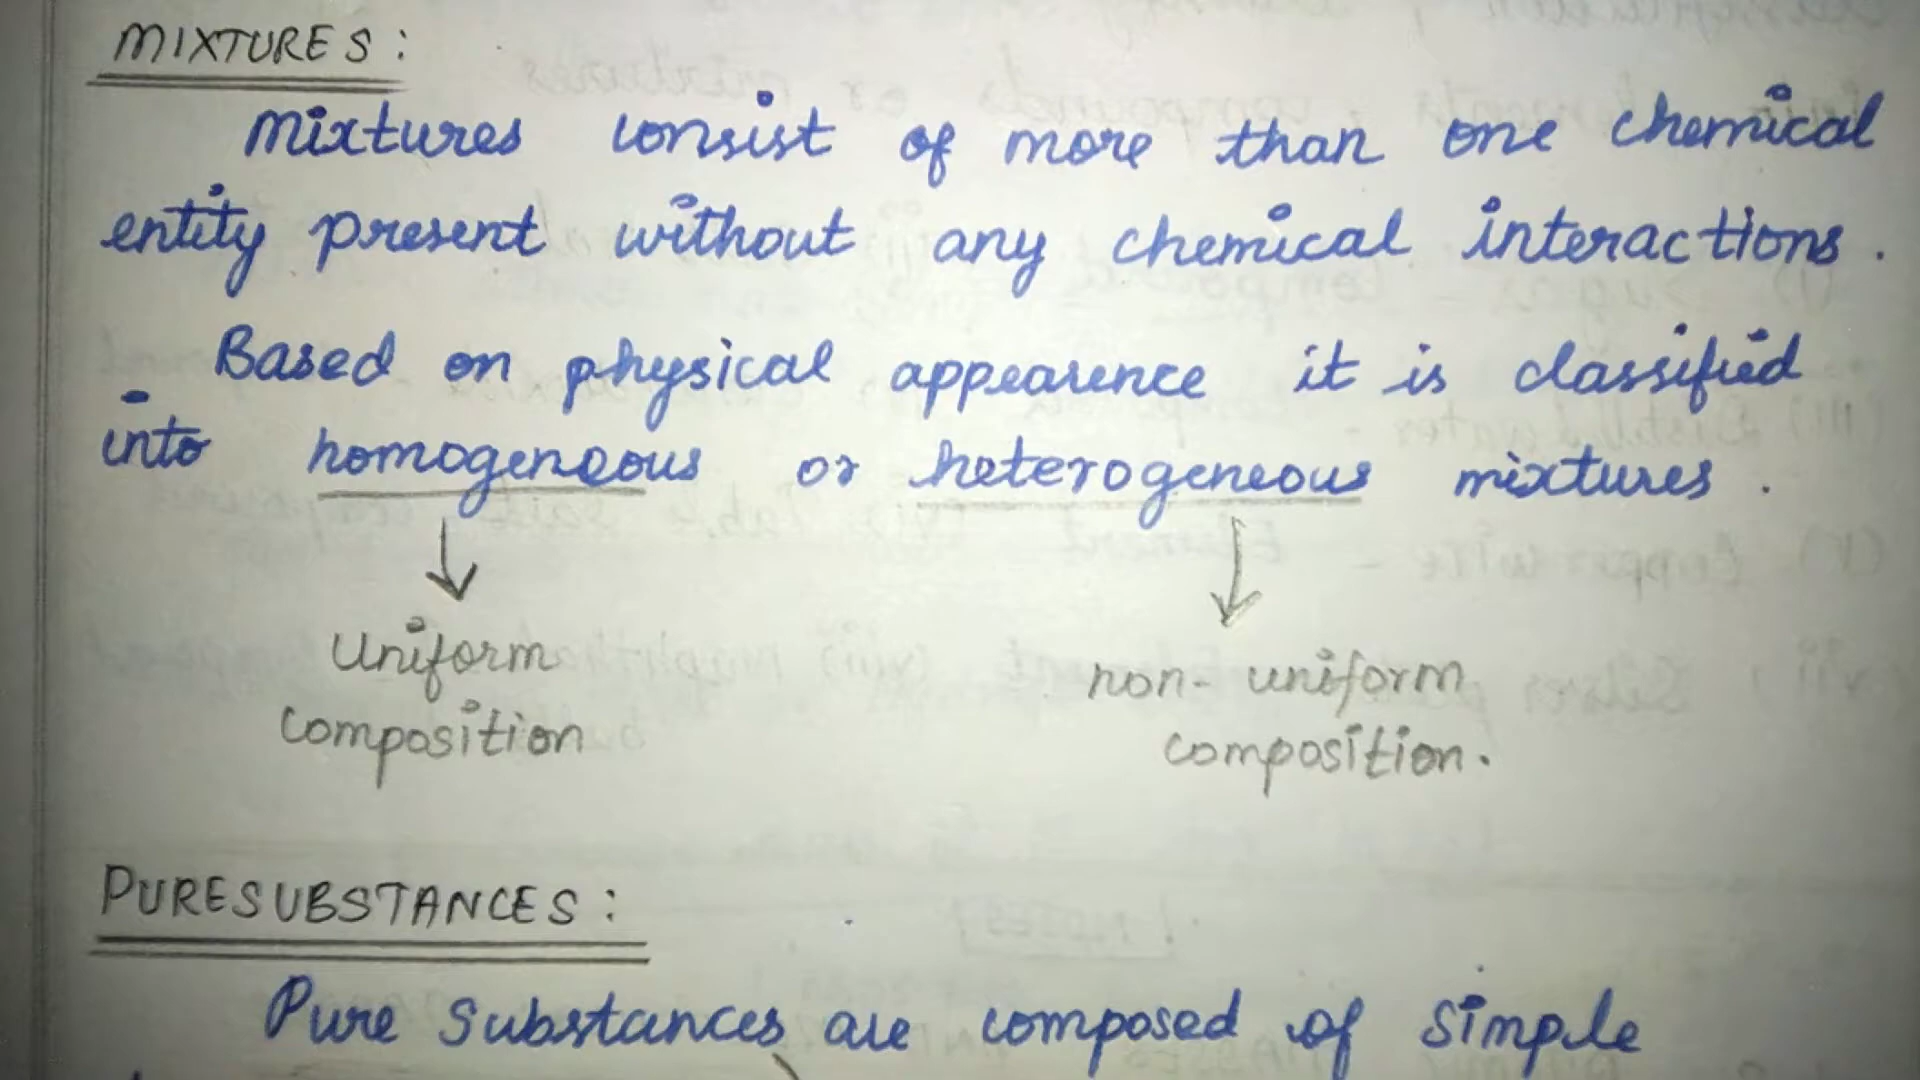 MIXTURES:
Mixtures consist of more than one chemical
entity present without any chemical interactions.
Based on physical appearence it is classified
into homogeneous or heterogeneous mixtures.
Uniform non-uniform
composition composition.
PURESUBSTANCES:
Pure Substances are composed of simple